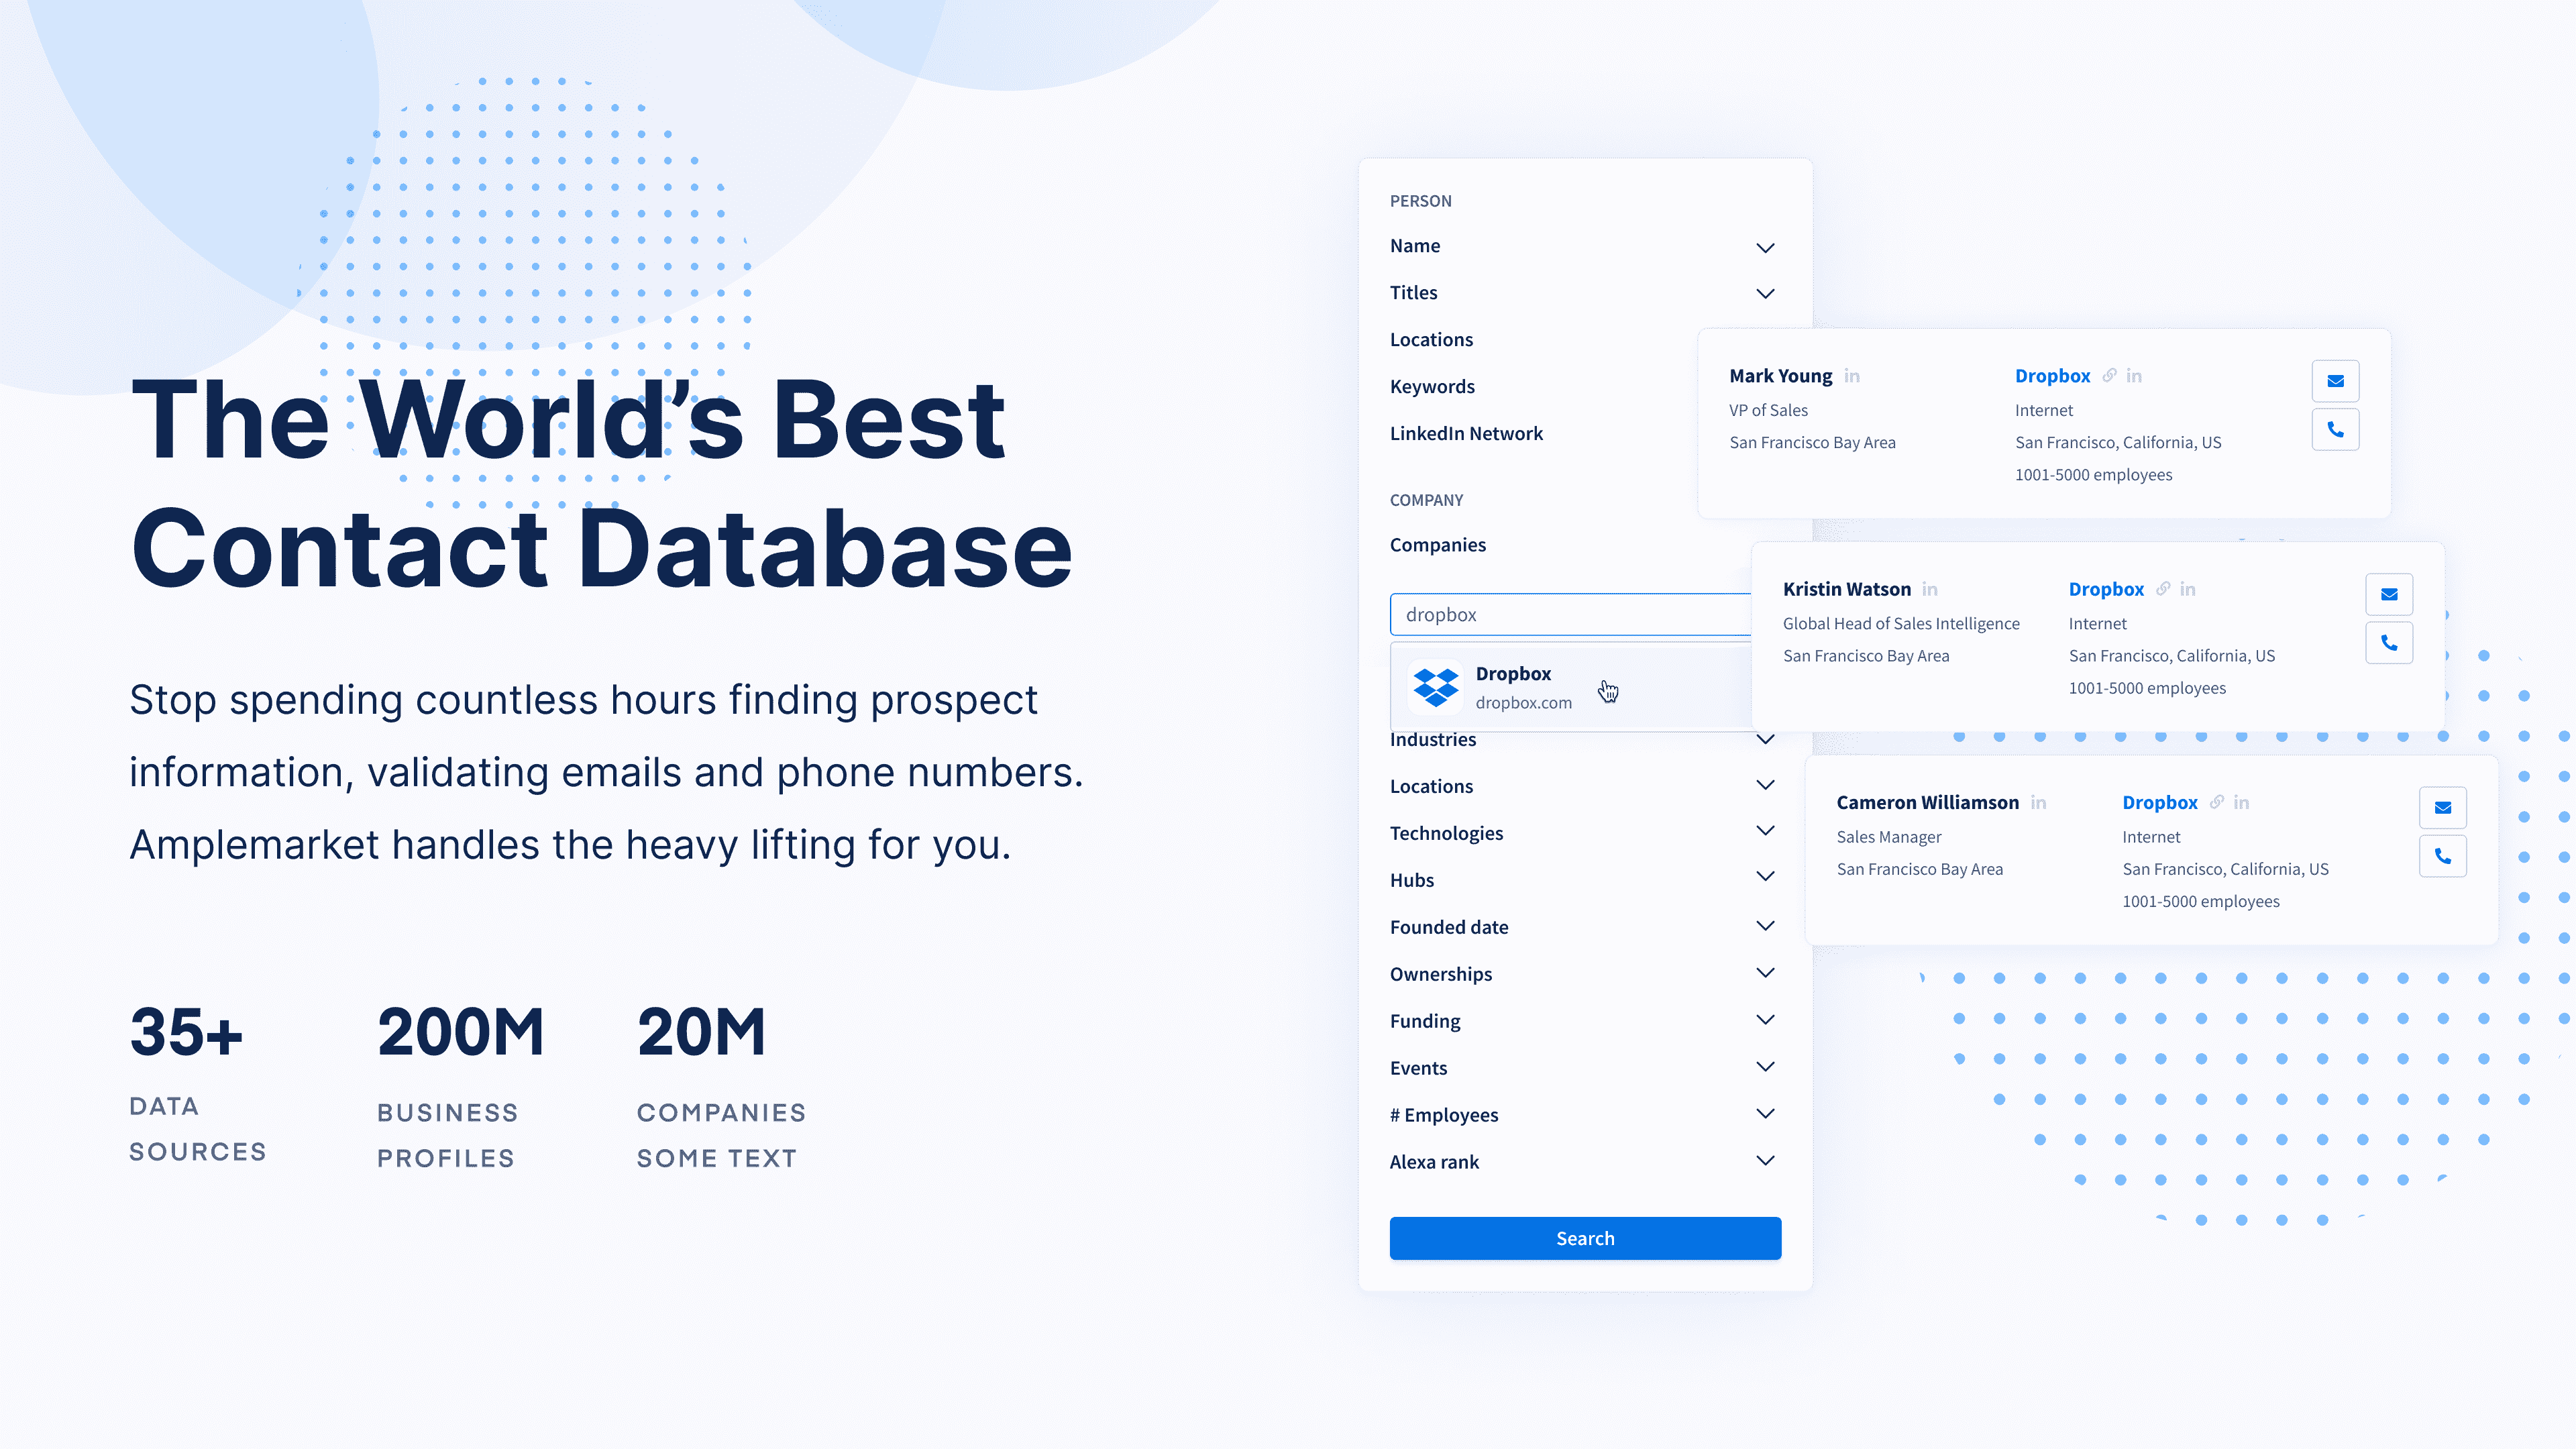 The World’s Best
Contact Database
Stop spending countless hours finding prospect
information, validating emails and phone numbers.
Amplemarket handles the heavy lifting for you.
35+
DATA
SOURCES
200M
BUSINESS
PROFILES
20M
COMPANIES
SOME TEXT
PERSON
Name
Titles
Locations
Keywords
LinkedIn Network
COMPANY
Companies
dropbox
Dropbox
dropbox.com
Industries
Locations
Technologies
Hubs
Founded date
Ownerships
Funding
Events
# Employees
Alexa rank
Search
Mark Young in
VP of Sales
San Francisco Bay Area
Dropbox in
Internet
San Francisco, California, US
1001-5000 employees
Kristin Watson in
Global Head of Sales Intelligence
San Francisco Bay Area
Dropbox in
Internet
San Francisco, California, US
1001-5000 employees
Cameron Williamson in
Sales Manager
San Francisco Bay Area
Dropbox in
Internet
San Francisco, California, US
1001-5000 employees